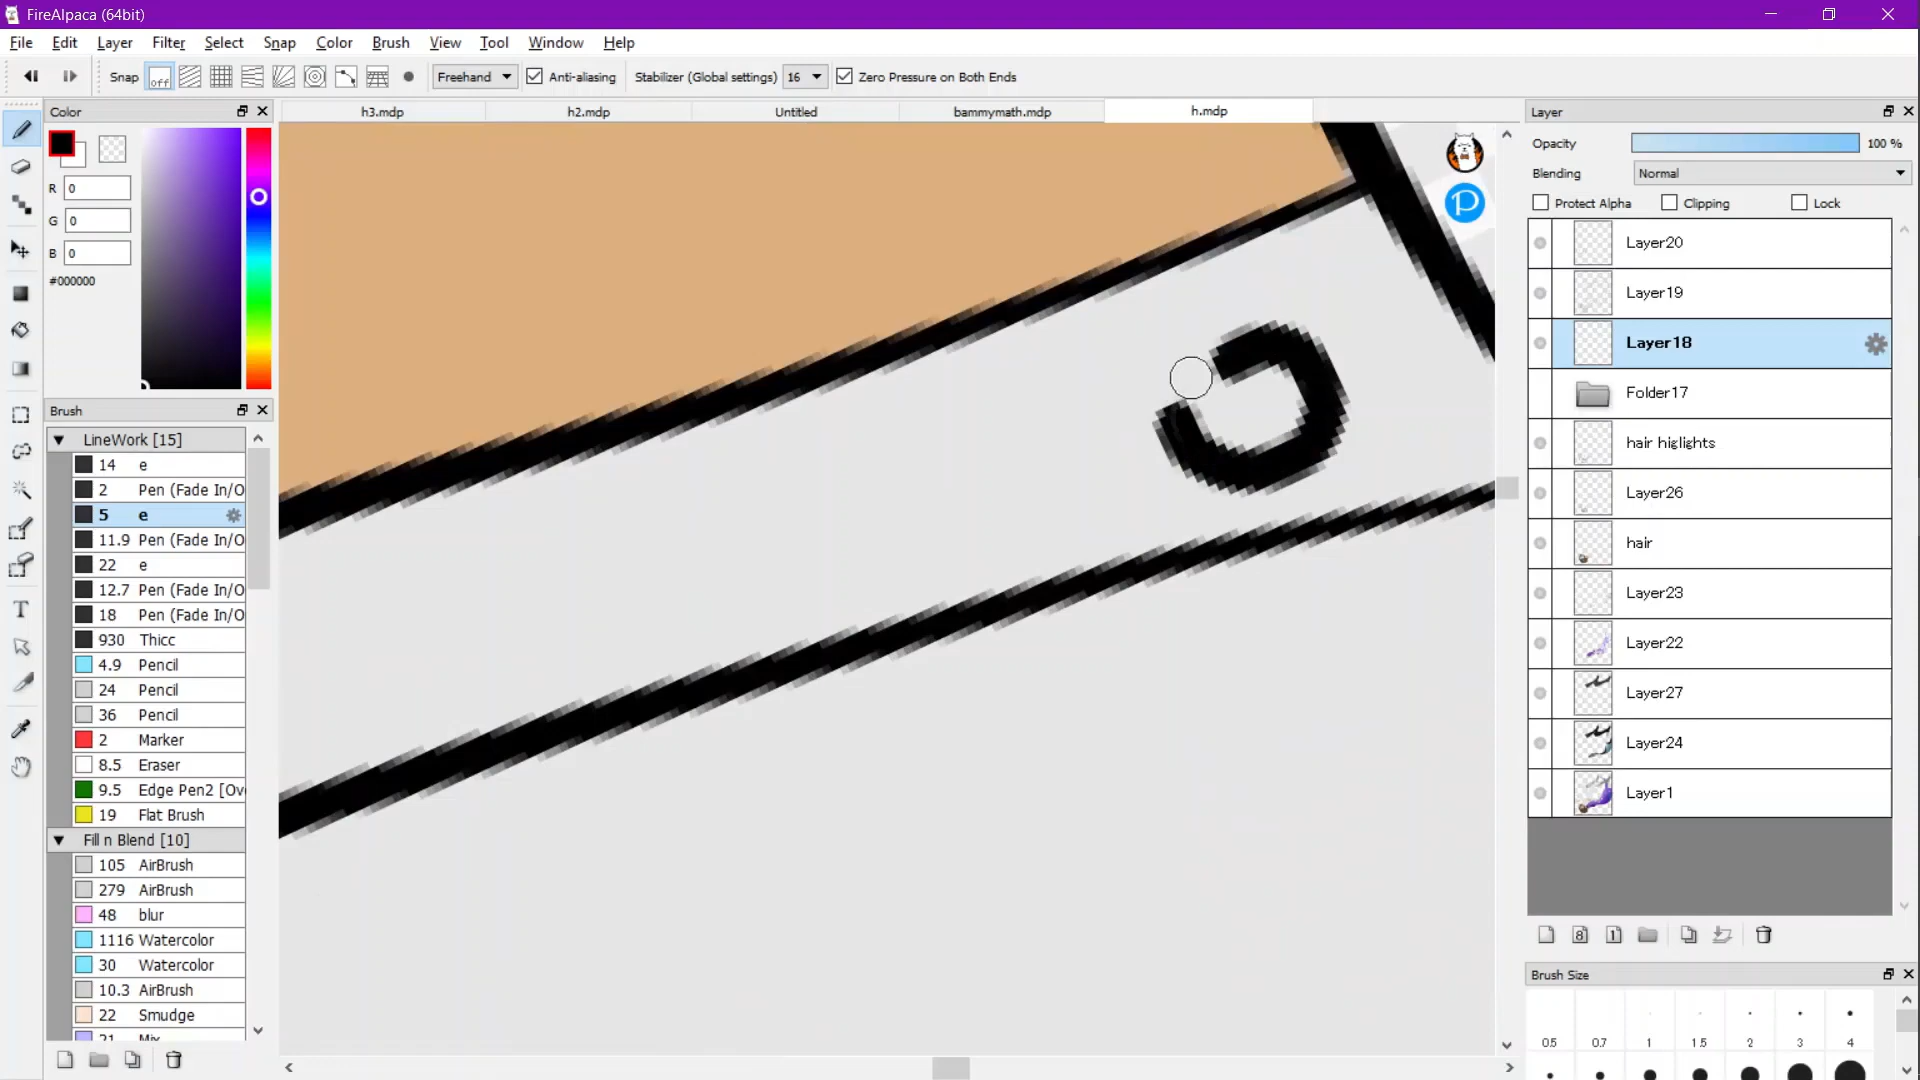 FireAlpaca (64bit)
File Edit Layer Filter Select Snap Color Brush View Tool Window Help
Snap off Freehand Anti-aliasing Stabilizer (Global settings) 16 Zero Pressure on Both Ends
Color
h3.mdp h2.mdp Untitled bammymath.mdp h.mdp
R 0
G 0
B 0
#000000
Brush
LineWork [15]
14 e
2 Pen (Fade In/O
5 e
11.9 Pen (Fade In/O
22 e
12.7 Pen (Fade In/O
18 Pen (Fade In/O
930 Thicc
4.9 Pencil
24 Pencil
36 Pencil
2 Marker
8.5 Eraser
9.5 Edge Pen2 [Ov
19 Flat Brush
Fill n Blend [10]
105 AirBrush
279 AirBrush
48 blur
1116 Watercolor
30 Watercolor
10.3 AirBrush
22 Smudge
21 Mix
Layer
Opacity 100 %
Blending Normal
Protect Alpha Clipping Lock
Layer20
Layer19
Layer18
Folder17
hair higlights
Layer26
hair
Layer23
Layer22
Layer27
Layer24
Layer1
Brush Size
0.5 0.7 1 1.5 2 3 4